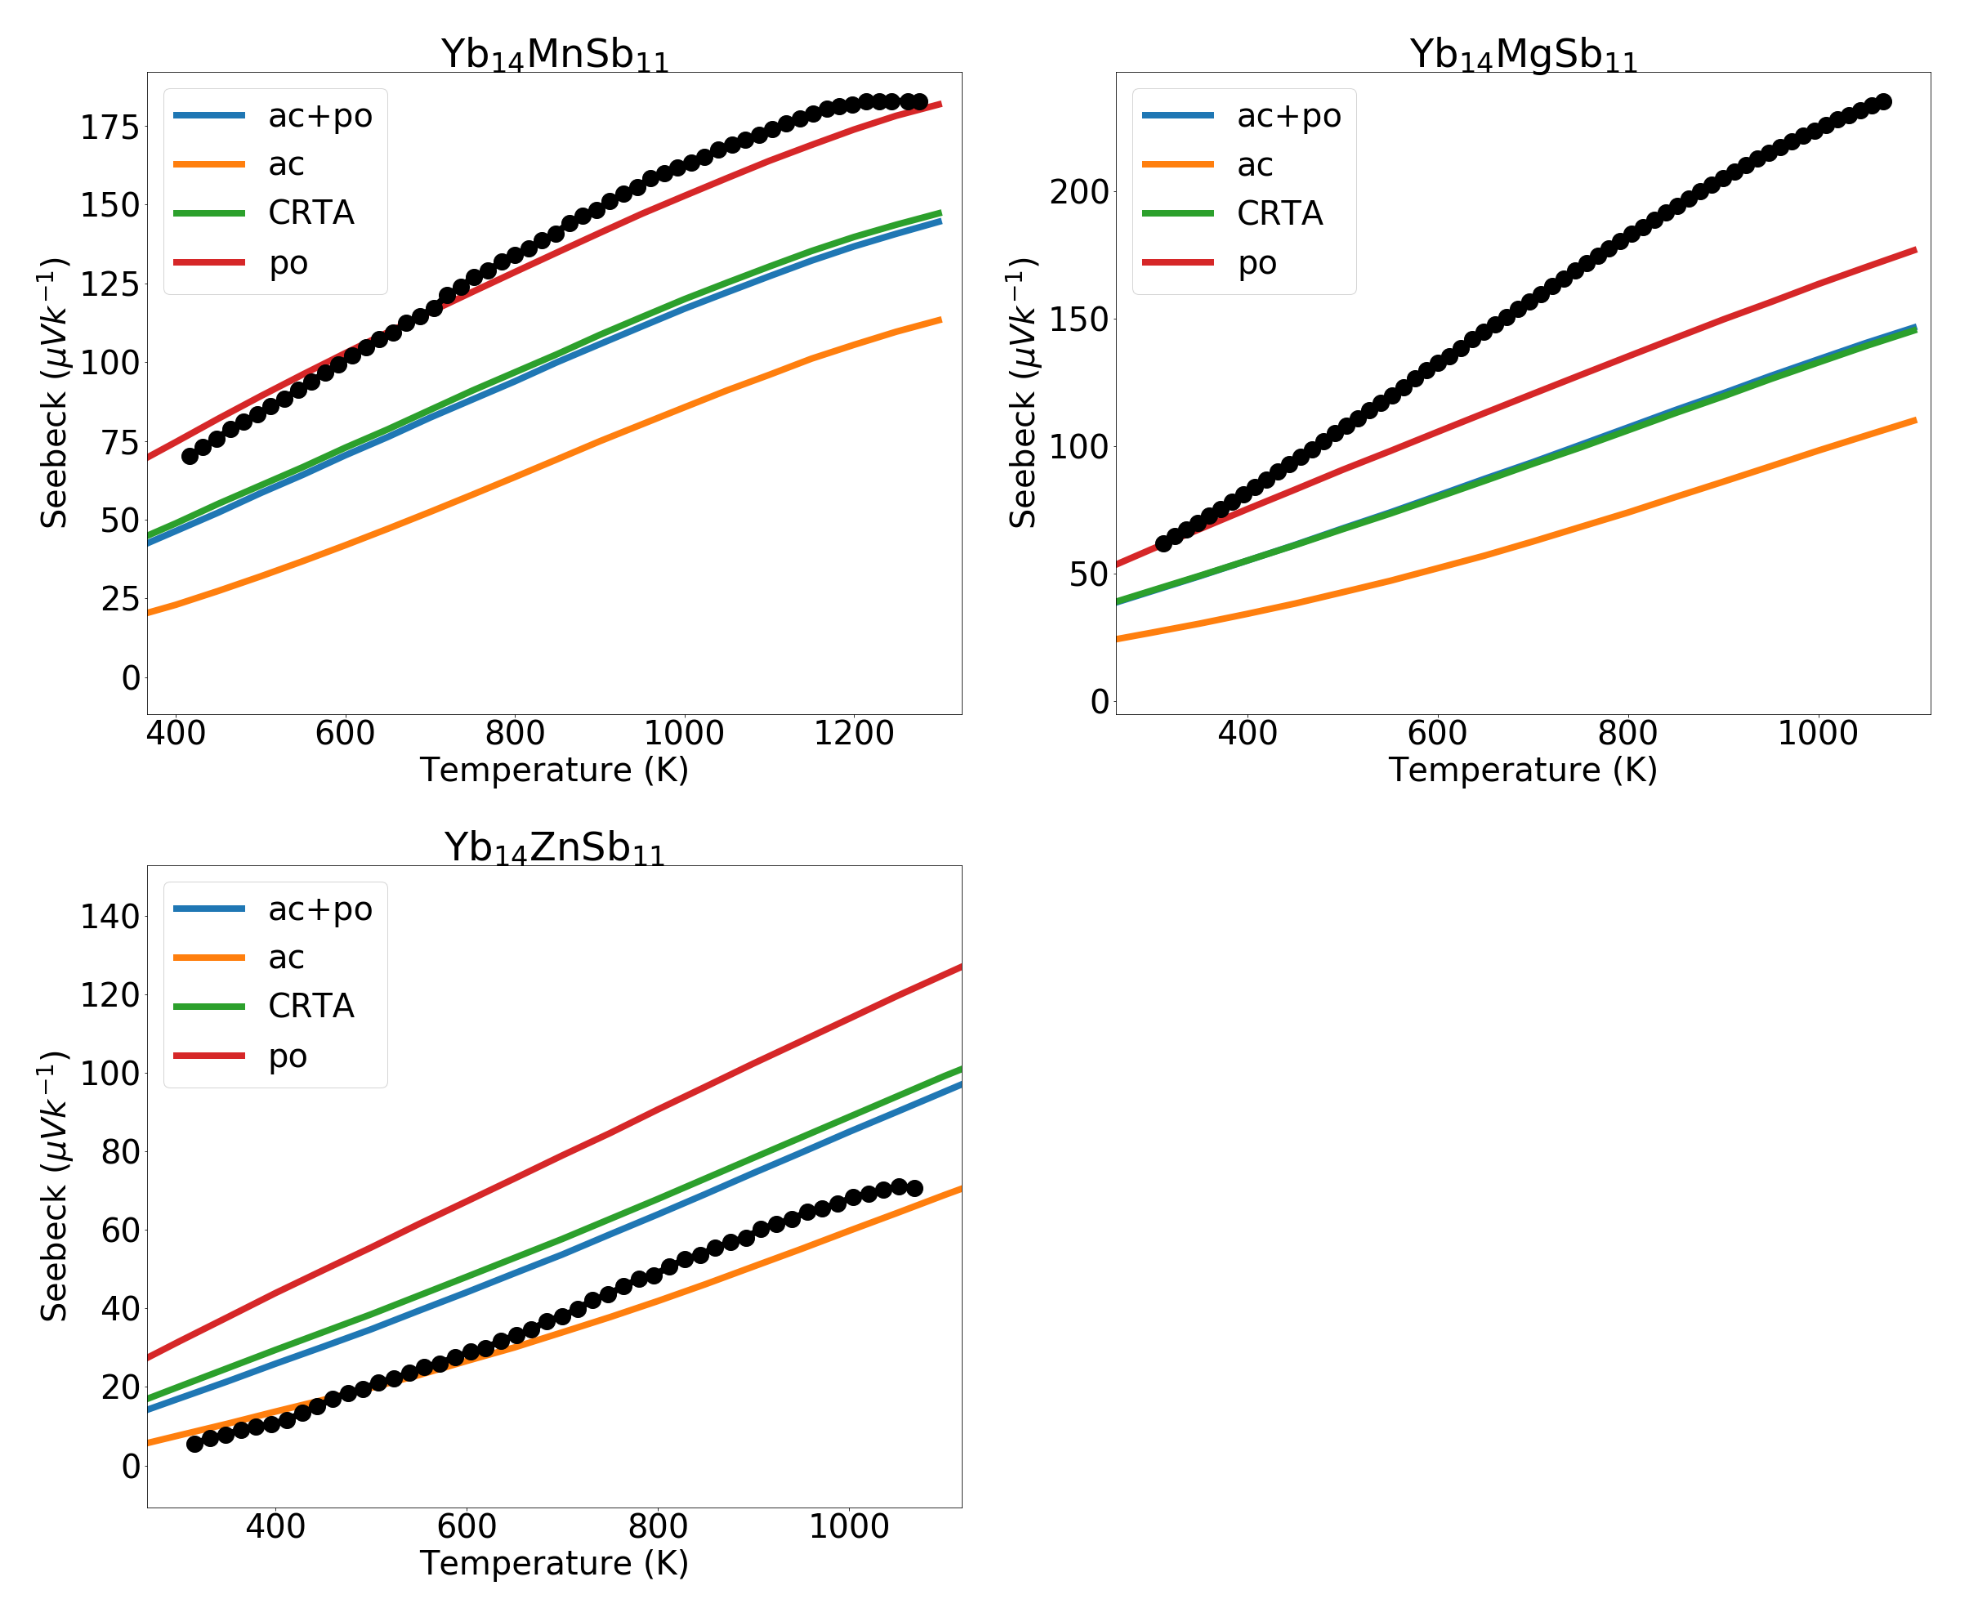 Yb₁₄MnSb₁₁
ac+po
ac
CRTA
po
175
150
125
100
75
50
25
0
Seebeck (μVk⁻¹)
400 600 800 1000 1200
Temperature (K)
Yb₁₄MgSb₁₁
ac+po
ac
CRTA
po
200
150
100
50
0
Seebeck (μVk⁻¹)
400 600 800 1000
Temperature (K)
Yb₁₄ZnSb₁₁
ac+po
ac
CRTA
po
140
120
100
80
60
40
20
0
Seebeck (μVk⁻¹)
400 600 800 1000
Temperature (K)